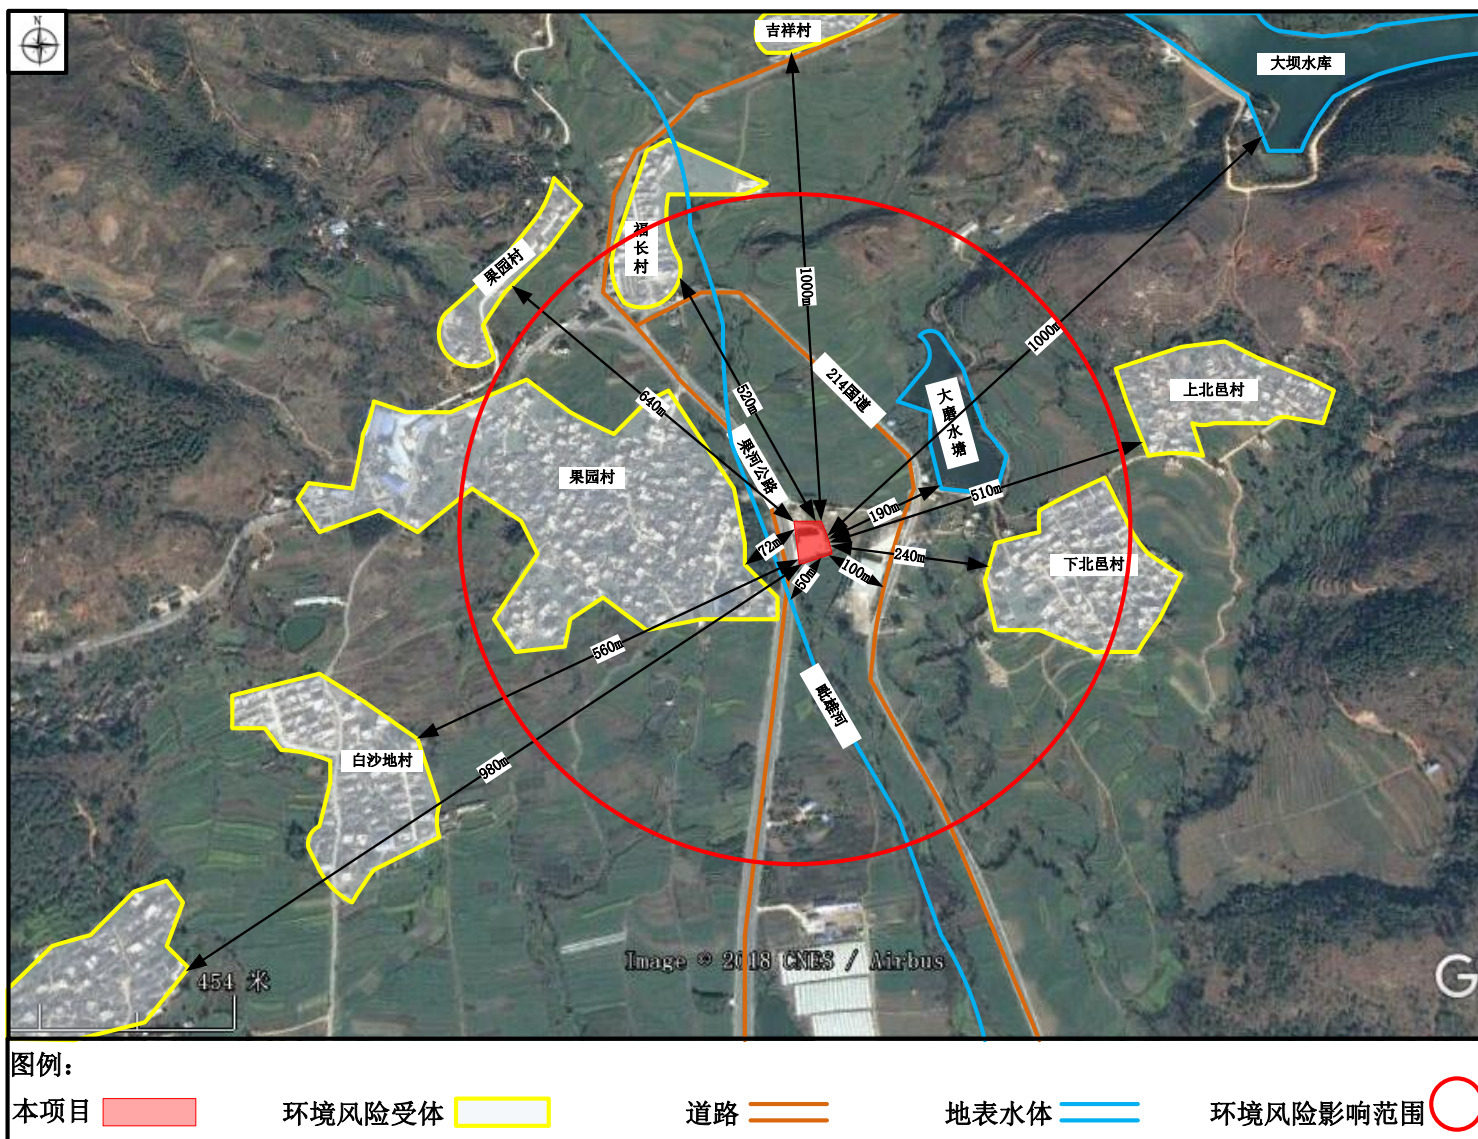 N
吉祥村
大坝水库
福长村
果园村
1000m
1000m
上北邑村
640m
520m
214国道
大磨水塘
果河公路
果园村
510m
190m
72m
240m
下北邑村
100m
50m
560m
毗雄河
白沙地村
980m
Image © 2018 CNES / Airbus
454 米
G
图例：
本项目
环境风险受体
道路
地表水体
环境风险影响范围